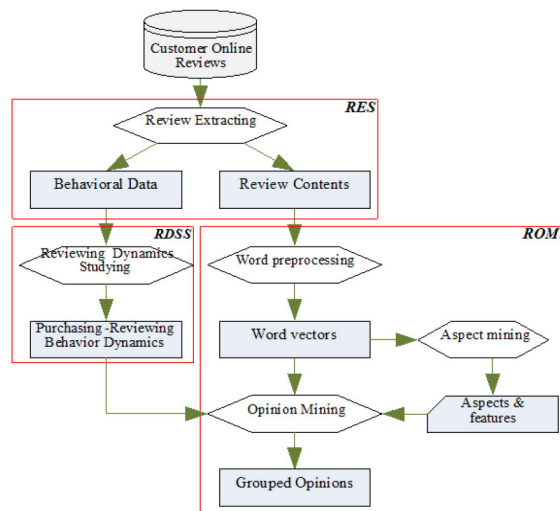 Customer Online
Reviews
RES
Review Extracting
Behavioral Data
Review Contents
RDSS
ROM
Reviewing Dynamics
Studying
Word preprocessing
Purchasing -Reviewing
Behavior Dynamics
Word vectors
Aspect mining
Opinion Mining
Aspects &
features
Grouped Opinions